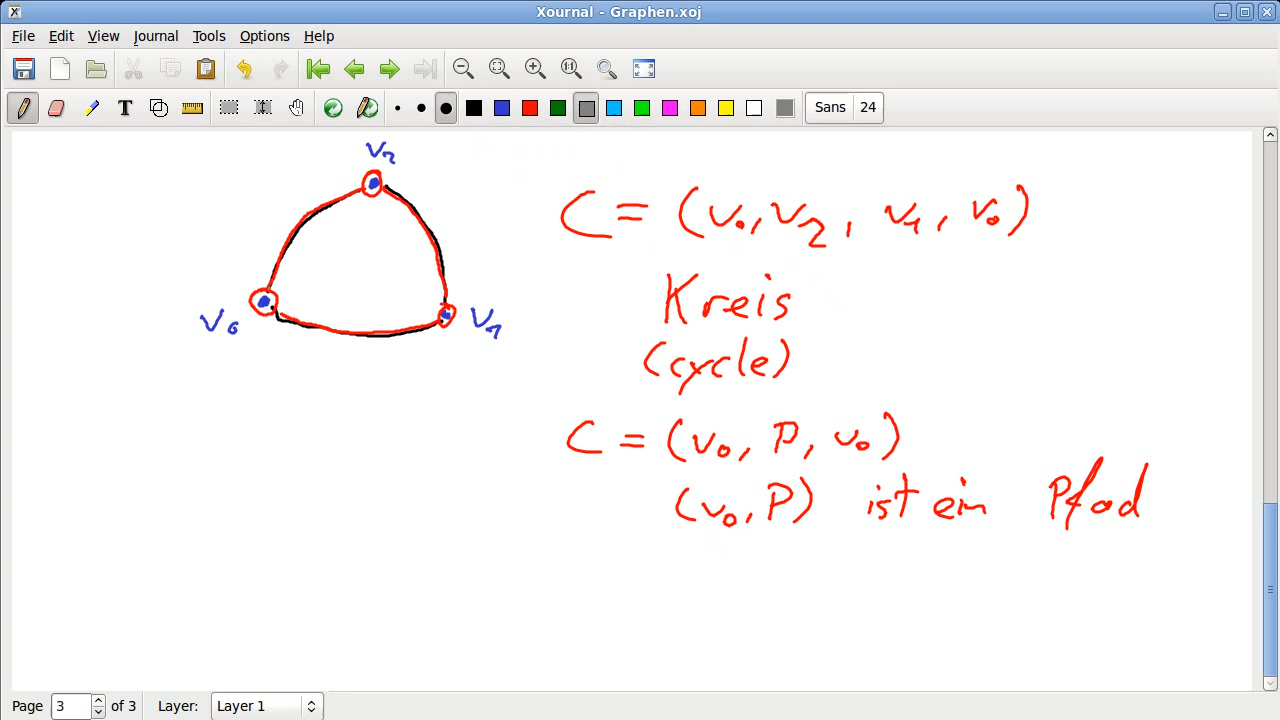 Xournal - Graphen.xoj
File Edit View Journal Tools Options Help
Sans 24
v₂
v₀
v₁
C = (v₀, v₂, v₁, v₀)
Kreis
(cycle)
C = (v₀, P, v₀)
(v₀, P) ist ein Pfad
Page 3 of 3 Layer: Layer 1